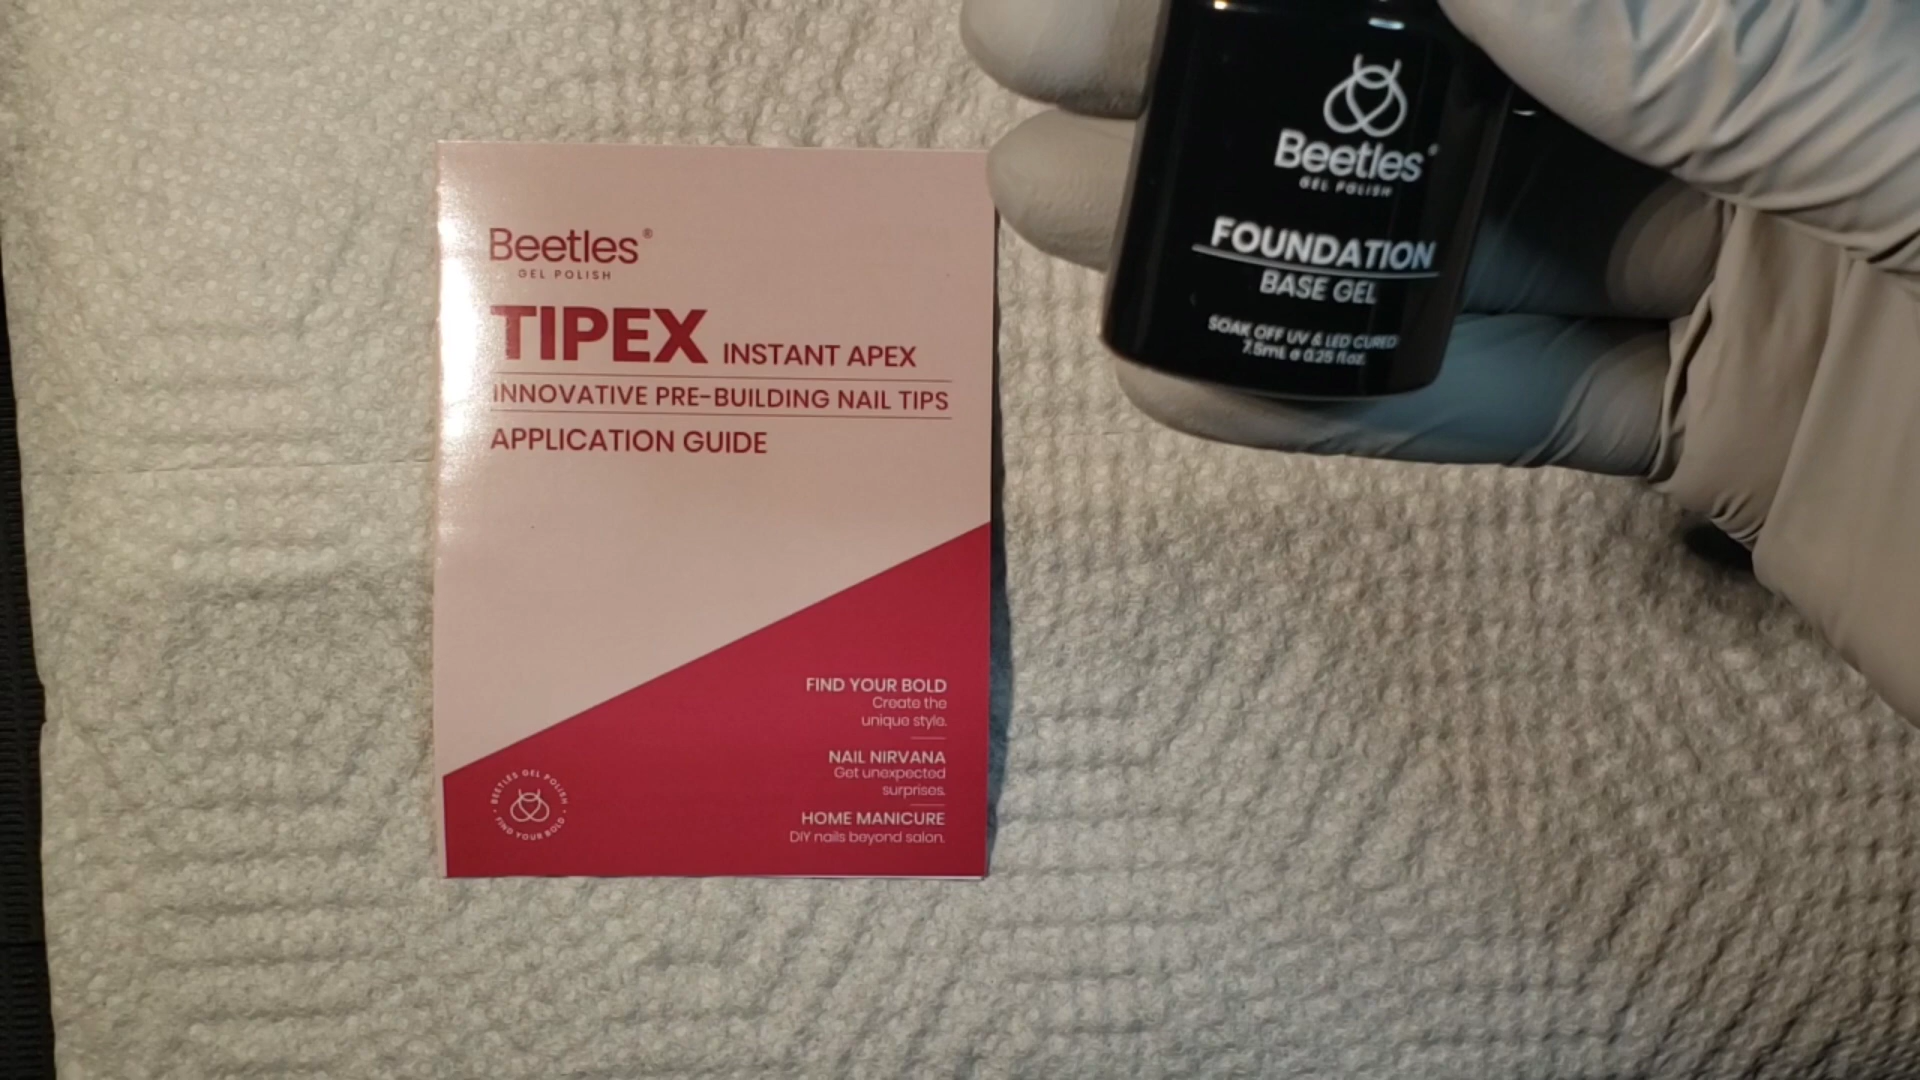 Beetles®
GEL POLISH
TIPEX INSTANT APEX
INNOVATIVE PRE-BUILDING NAIL TIPS
APPLICATION GUIDE
FIND YOUR BOLD
Create the
unique style.
NAIL NIRVANA
Get unexpected
surprises.
HOME MANICURE
DIY nails beyond salon.
BEETLES GEL POLISH
• FIND YOUR BOLD •
Beetles®
GEL POLISH
FOUNDATION
BASE GEL
SOAK OFF UV & LED CURED
7.5mL e 0.25 fl.oz.